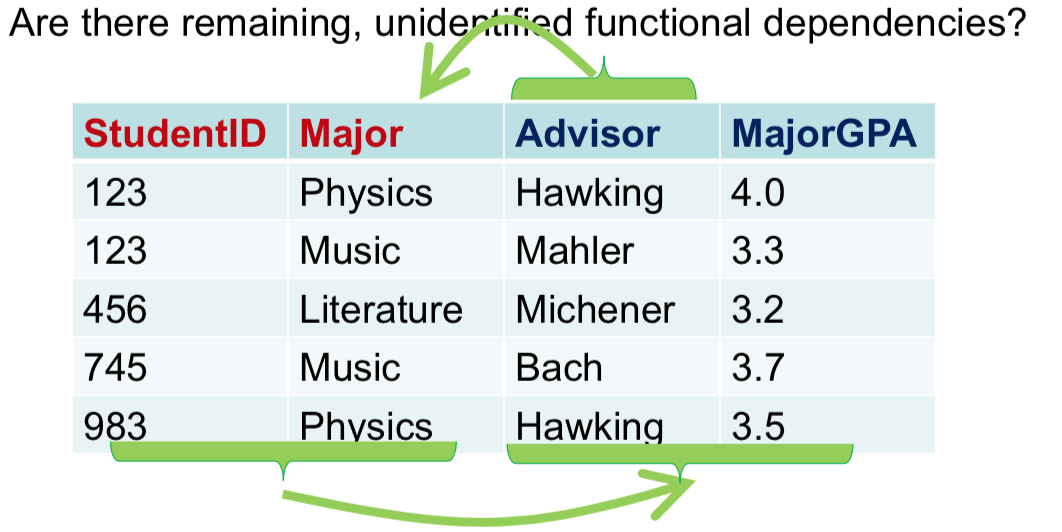 Are there remaining, unidentified functional dependencies?
StudentID Major Advisor MajorGPA
123 Physics Hawking 4.0
123 Music Mahler 3.3
456 Literature Michener 3.2
745 Music Bach 3.7
983 Physics Hawking 3.5